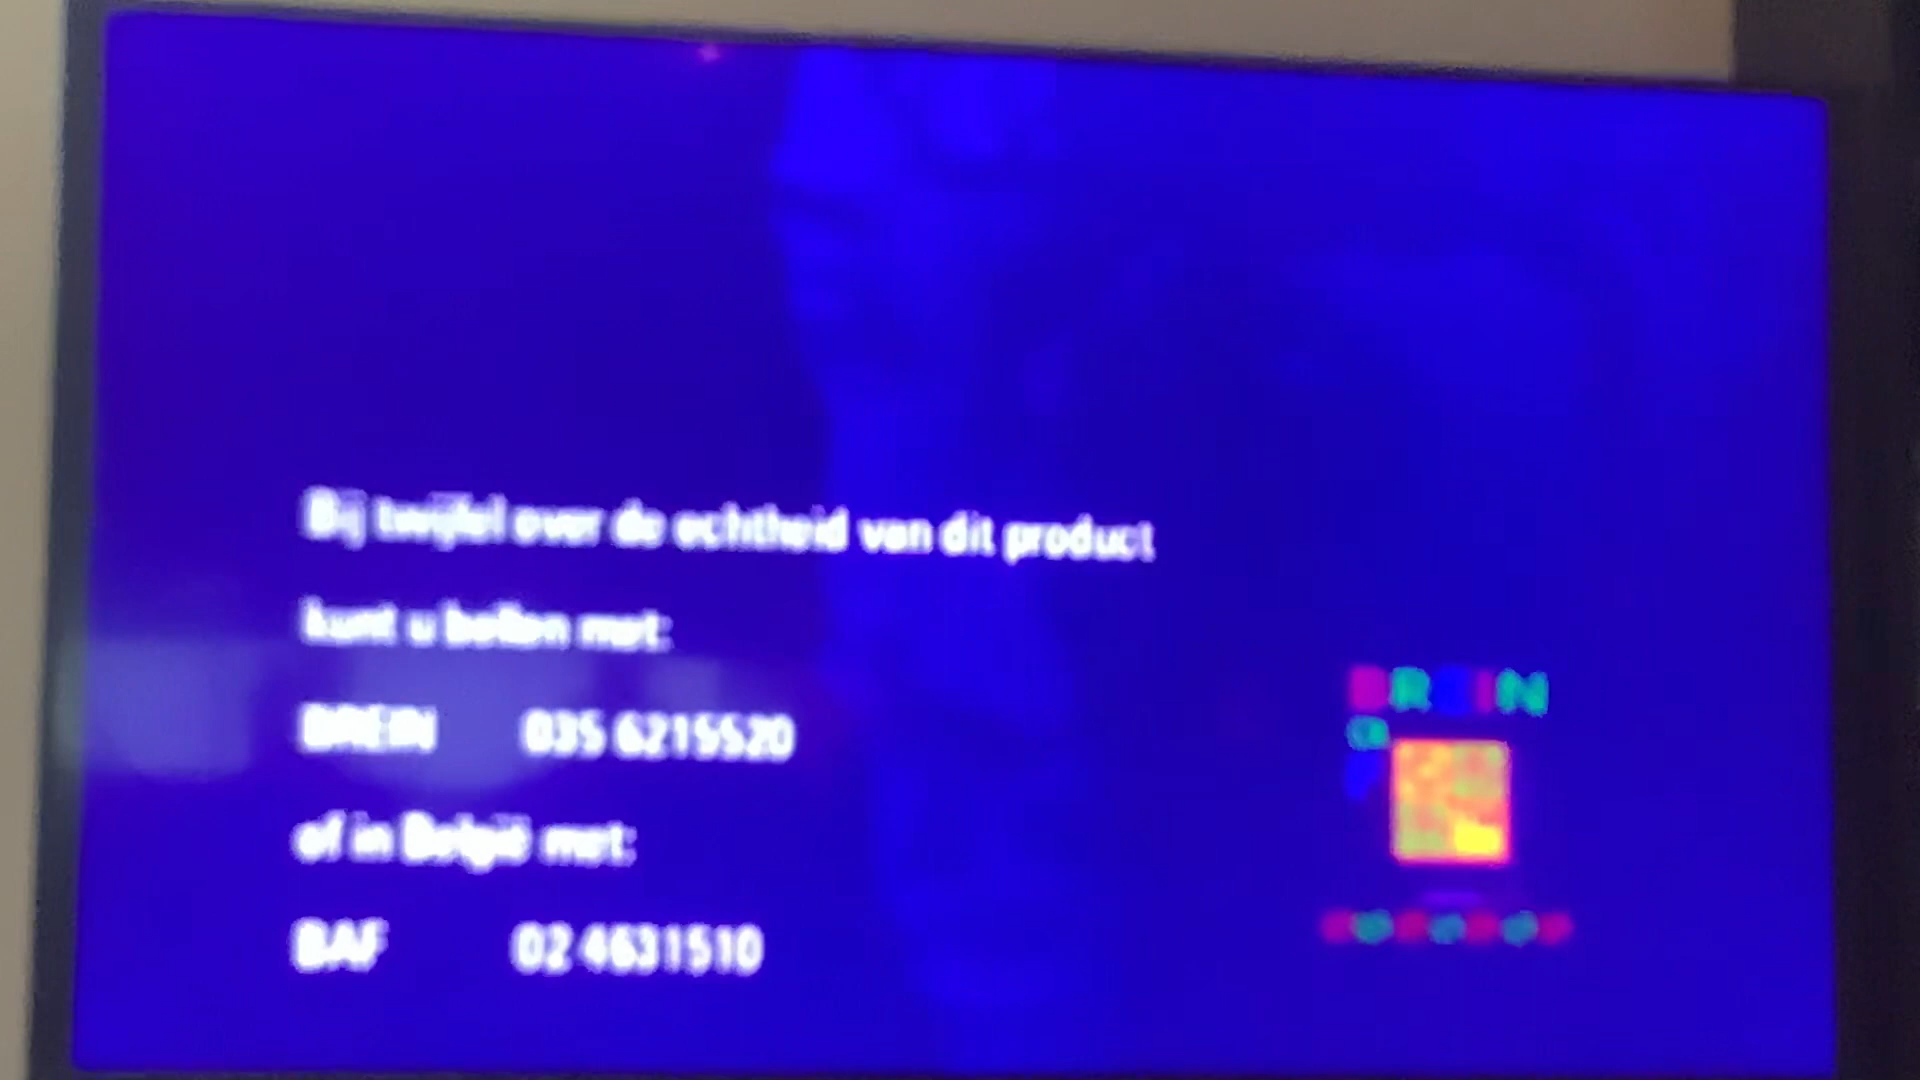 Bij twijfel over de echtheid van dit product
kunt u bellen met:
BREIN 035 6215520
of in België met:
BAF 02 4631510
BREIN